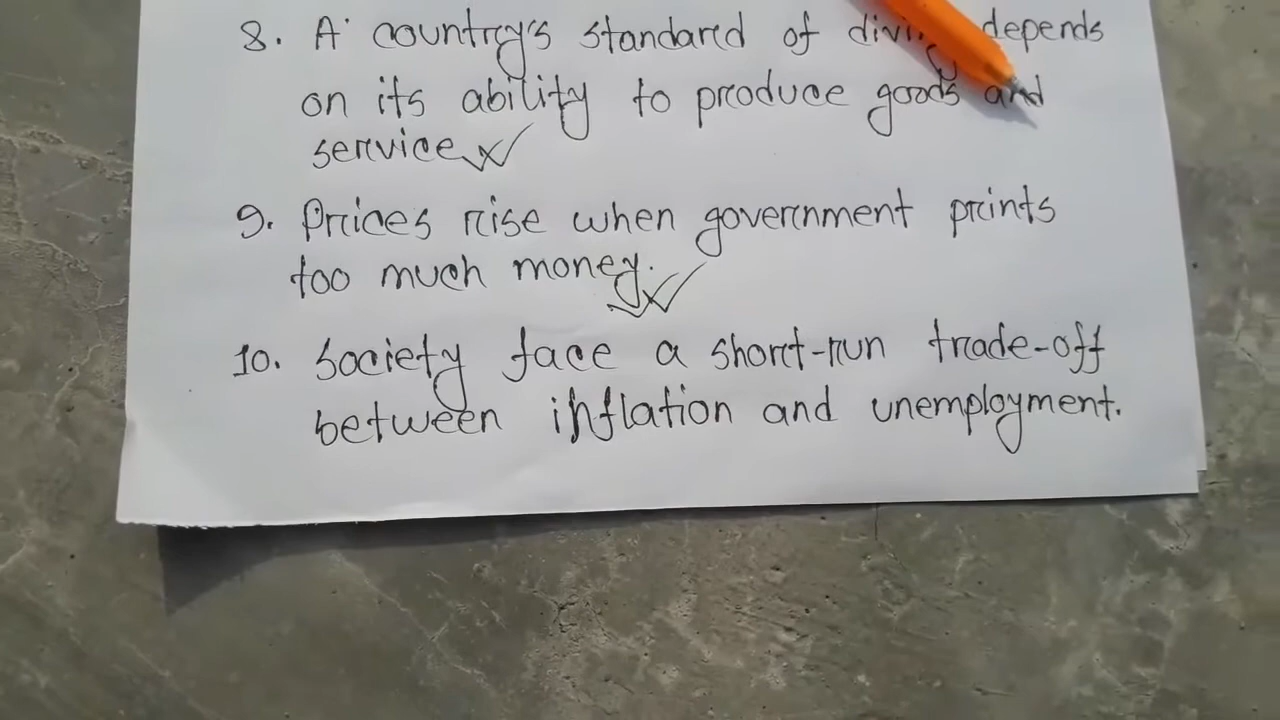 8. A country's standard of diving depends
on its ability to produce goods and
service
9. Prices rise when government prints
too much money.
10. Society face a short-run trade-off
between inflation and unemployment.